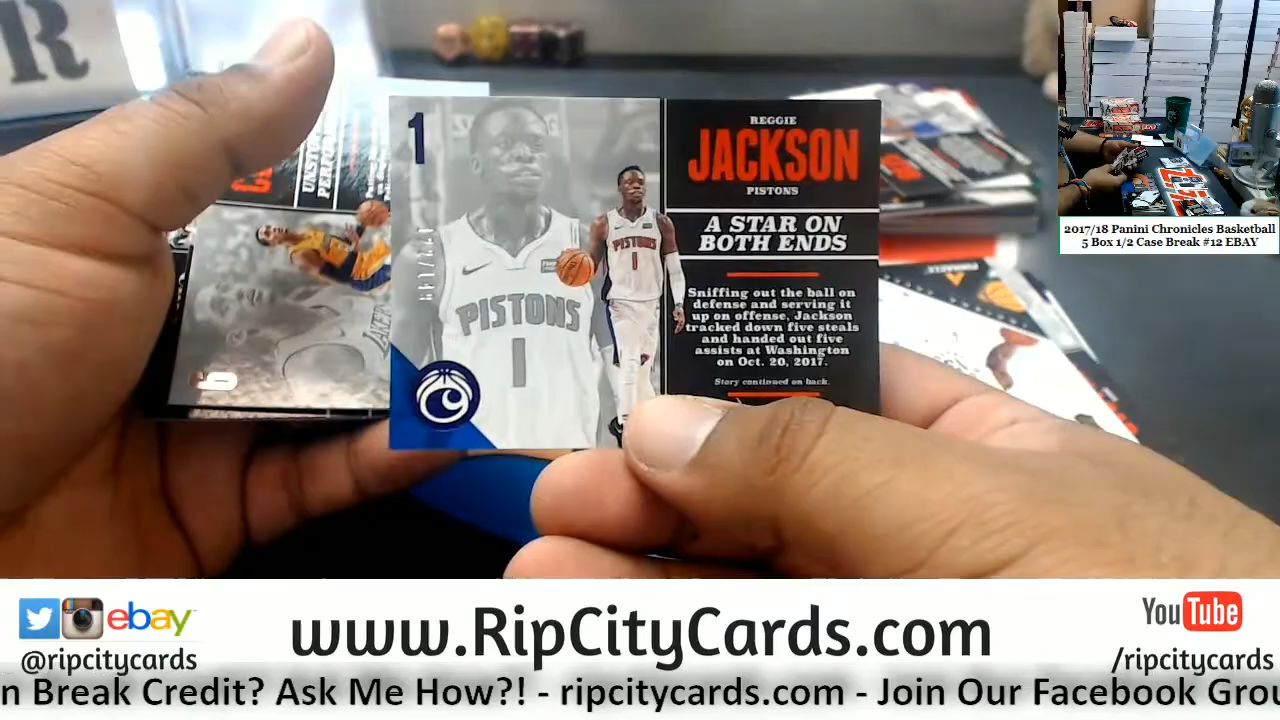 R
1
REGGIE
JACKSON
PISTONS
A STAR ON
BOTH ENDS
Sniffing out the ball on
defense and serving it
up on offense, Jackson
tracked down five steals
and handed out five
assists at Washington
on Oct. 20, 2017.
Story continued on back.
PISTONS
1
PISTONS
1
2017/18 Panini Chronicles Basketball
5 Box 1/2 Case Break #12 EBAY
ebay
@ripcitycards
www.RipCityCards.com
YouTube
/ripcitycards
n Break Credit? Ask Me How?! - ripcitycards.com - Join Our Facebook Grou